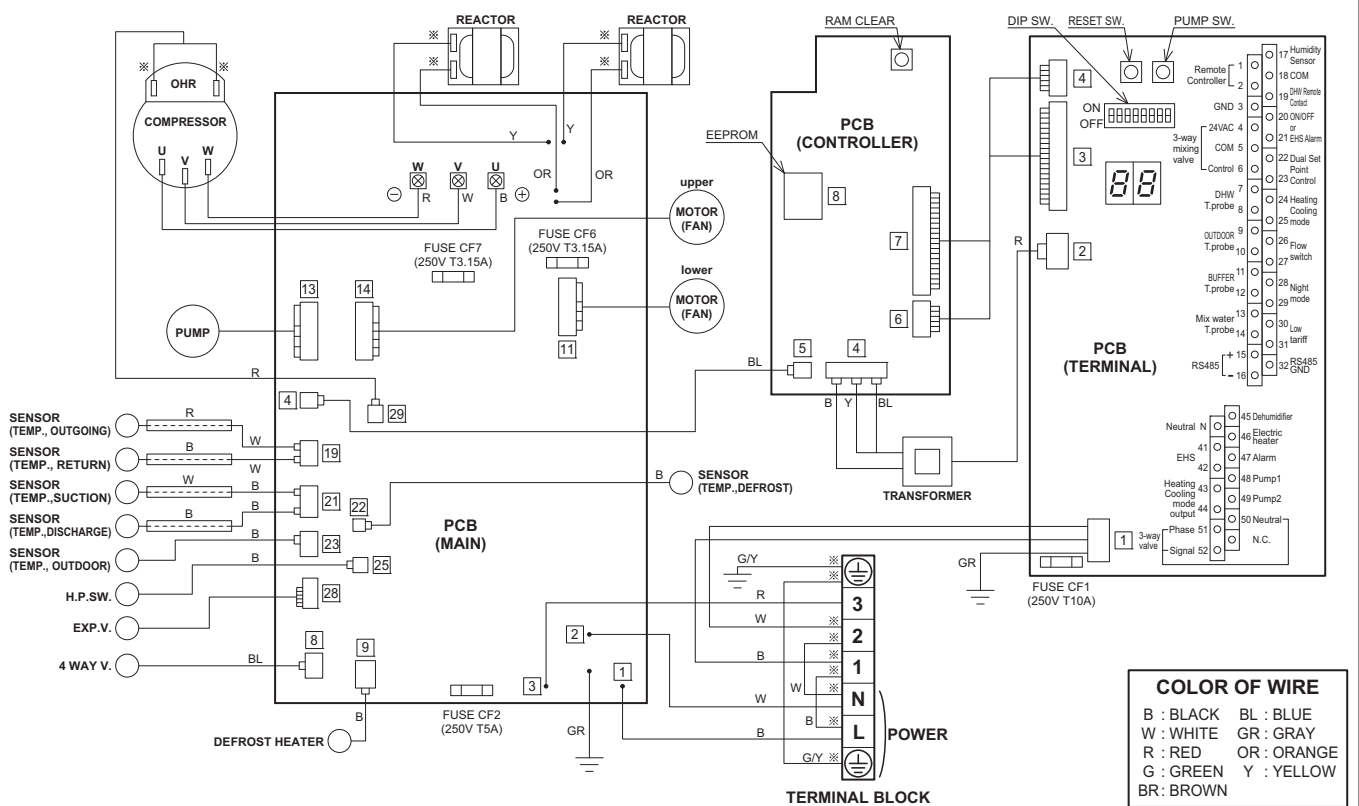 REACTOR
REACTOR
※
※
※
※
※
※
OHR
COMPRESSOR
U
V
W
Y
Y
OR
OR
W
V
U
⊖
R
W
B
⊕
FUSE CF7
(250V T3.15A)
FUSE CF6
(250V T3.15A)
upper
MOTOR
(FAN)
lower
MOTOR
(FAN)
13
14
11
PUMP
R
4
29
SENSOR
(TEMP., OUTGOING)
R
W
SENSOR
(TEMP., RETURN)
B
W
19
SENSOR
(TEMP.,SUCTION)
W
B
SENSOR
(TEMP.,DISCHARGE)
B
B
21
22
SENSOR
(TEMP., OUTDOOR)
B
23
H.P.SW.
B
25
EXP.V.
28
4 WAY V.
BL
8
9
B
DEFROST HEATER
FUSE CF2
(250V T5A)
PCB
(MAIN)
B
SENSOR
(TEMP.,DEFROST)
2
3
1
GR
RAM CLEAR
PCB
(CONTROLLER)
EEPROM
8
7
6
BL
5
4
B
Y
BL
TRANSFORMER
R
DIP SW.
RESET SW.
PUMP SW.
4
3
2
ON
OFF
88
PCB
(TERMINAL)
Remote
Controller
1
2
GND 3
3-way
mixing
valve
24VAC 4
COM 5
Control 6
DHW
T.probe
7
8
OUTDOOR
T.probe
9
10
BUFFER
T.probe
11
12
Mix water
T.probe
13
14
RS485
+ 15
- 16
17 Humidity
Sensor
18 COM
19 DHW Remote
Contact
20 ON/OFF
or
21 EHS Alarm
22 Dual Set
Point
23 Control
24 Heating
Cooling
25 mode
26
Flow
switch
27
28
Night
mode
29
30
Low
tariff
31
32 RS485
GND
Neutral N
EHS
41
42
Heating
Cooling
mode
output
43
44
3-way
valve
Phase 51
Signal 52
45 Dehumidifier
46 Electric
heater
47 Alarm
48 Pump1
49 Pump2
50 Neutral
N.C.
1
GR
FUSE CF1
(250V T10A)
G/Y
※
※
R
3
W
※
2
※
B
※
1
※
W
W
※
N
B
※
B
L
G/Y
※
POWER
TERMINAL BLOCK
COLOR OF WIRE
B : BLACK BL : BLUE
W : WHITE GR : GRAY
R : RED OR : ORANGE
G : GREEN Y : YELLOW
BR: BROWN